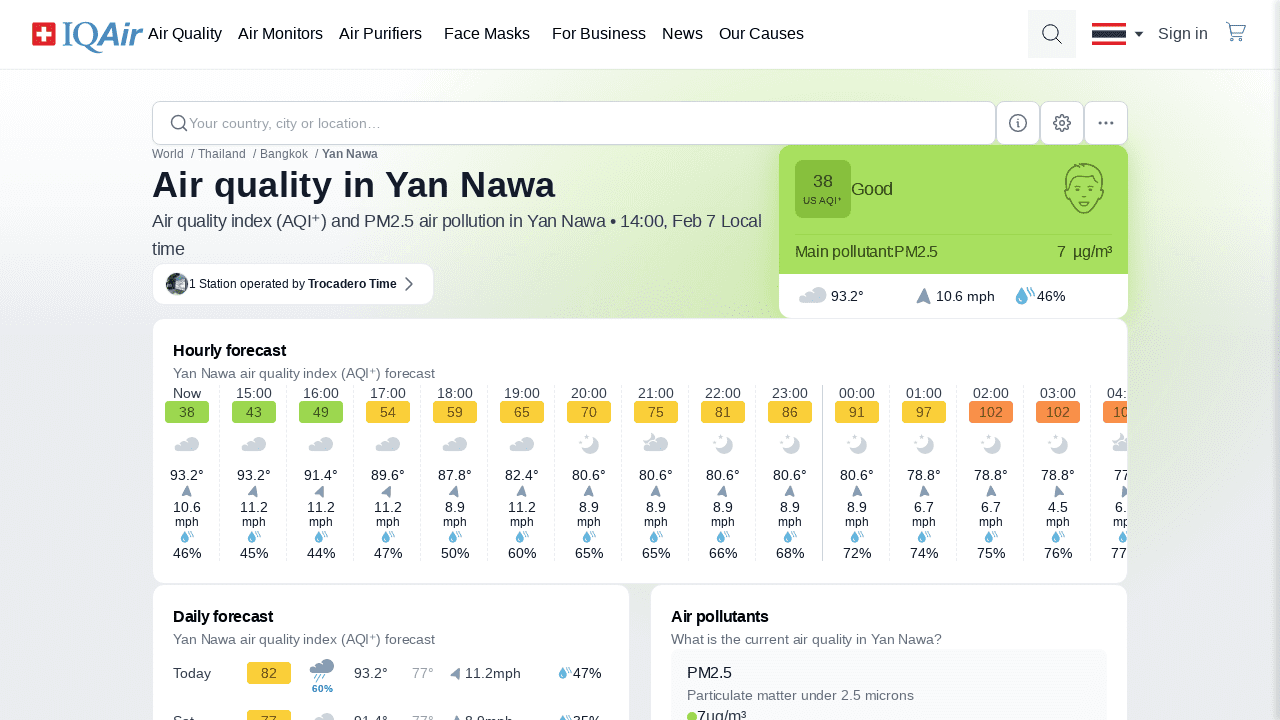 IQAir
Air Quality
Air Monitors
Air Purifiers
Face Masks
For Business
News
Our Causes
Sign in
Your country, city or location…
World / Thailand / Bangkok / Yan Nawa
Air quality in Yan Nawa
Air quality index (AQI⁺) and PM2.5 air pollution in Yan Nawa • 14:00, Feb 7 Local
time
1 Station operated by Trocadero Time
38
US AQI⁺
Good
Main pollutant:PM2.5
7 µg/m³
93.2°
10.6 mph
46%
Hourly forecast
Yan Nawa air quality index (AQI⁺) forecast
Now 15:00 16:00 17:00 18:00 19:00 20:00 21:00 22:00 23:00 00:00 01:00 02:00 03:00 04:
38 43 49 54 59 65 70 75 81 86 91 97 102 102 10
93.2° 93.2° 91.4° 89.6° 87.8° 82.4° 80.6° 80.6° 80.6° 80.6° 80.6° 78.8° 78.8° 78.8° 77
10.6 11.2 11.2 11.2 8.9 11.2 8.9 8.9 8.9 8.9 8.9 6.7 6.7 4.5 6.
mph mph mph mph mph mph mph mph mph mph mph mph mph mph
46% 45% 44% 47% 50% 60% 65% 65% 66% 68% 72% 74% 75% 76% 77
Daily forecast
Yan Nawa air quality index (AQI⁺) forecast
Today 82 60% 93.2° 77° 11.2mph 47%
Sat 77 91.4° 77° 8.9mph 35%
Air pollutants
What is the current air quality in Yan Nawa?
PM2.5
Particulate matter under 2.5 microns
7µg/m³